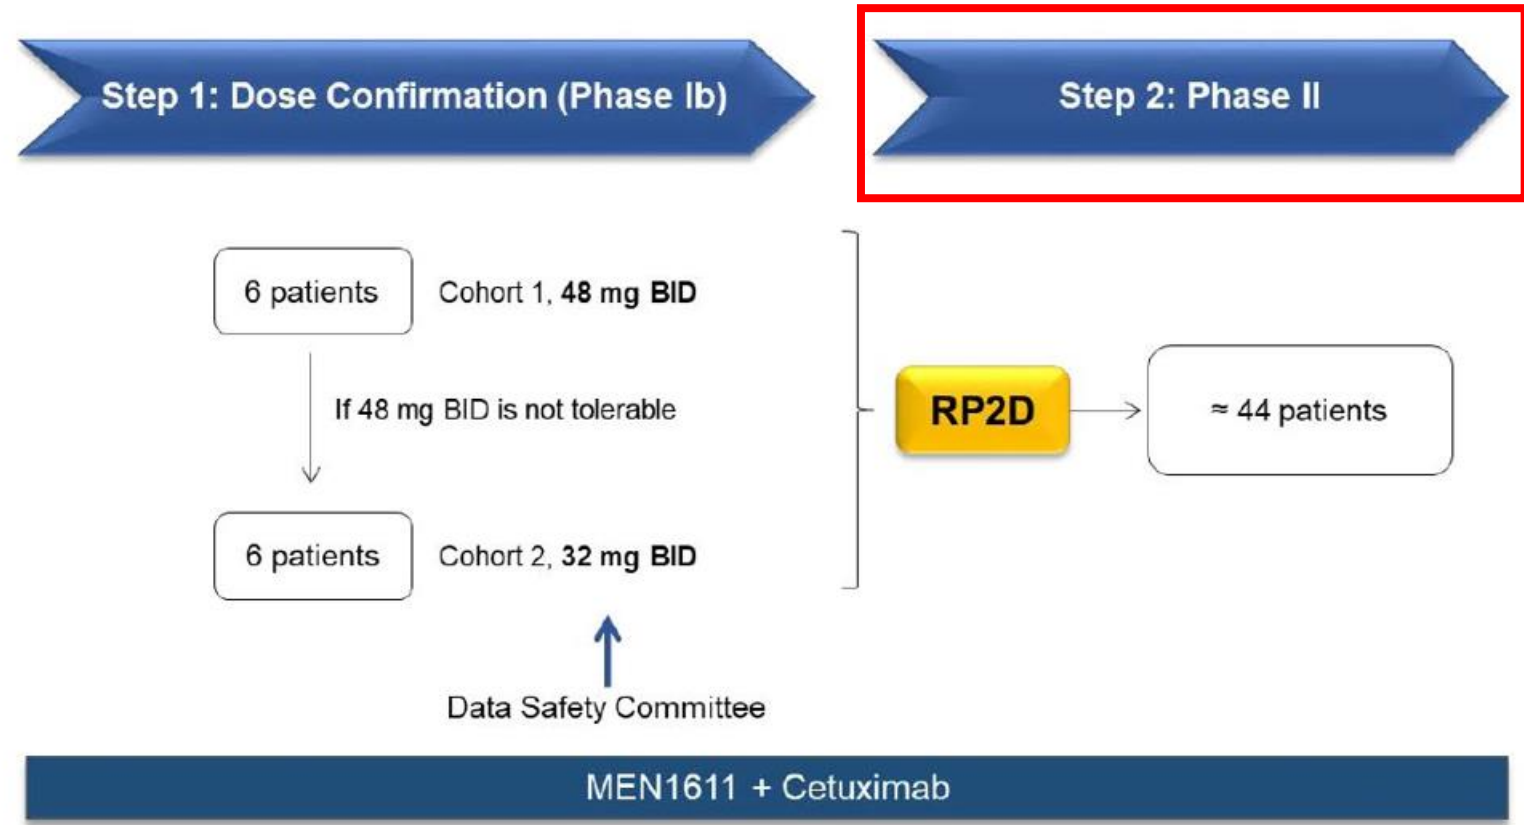 Step 1: Dose Confirmation (Phase Ib)
Step 2: Phase II
6 patients
Cohort 1, 48 mg BID
If 48 mg BID is not tolerable
RP2D
≈ 44 patients
6 patients
Cohort 2, 32 mg BID
Data Safety Committee
MEN1611 + Cetuximab